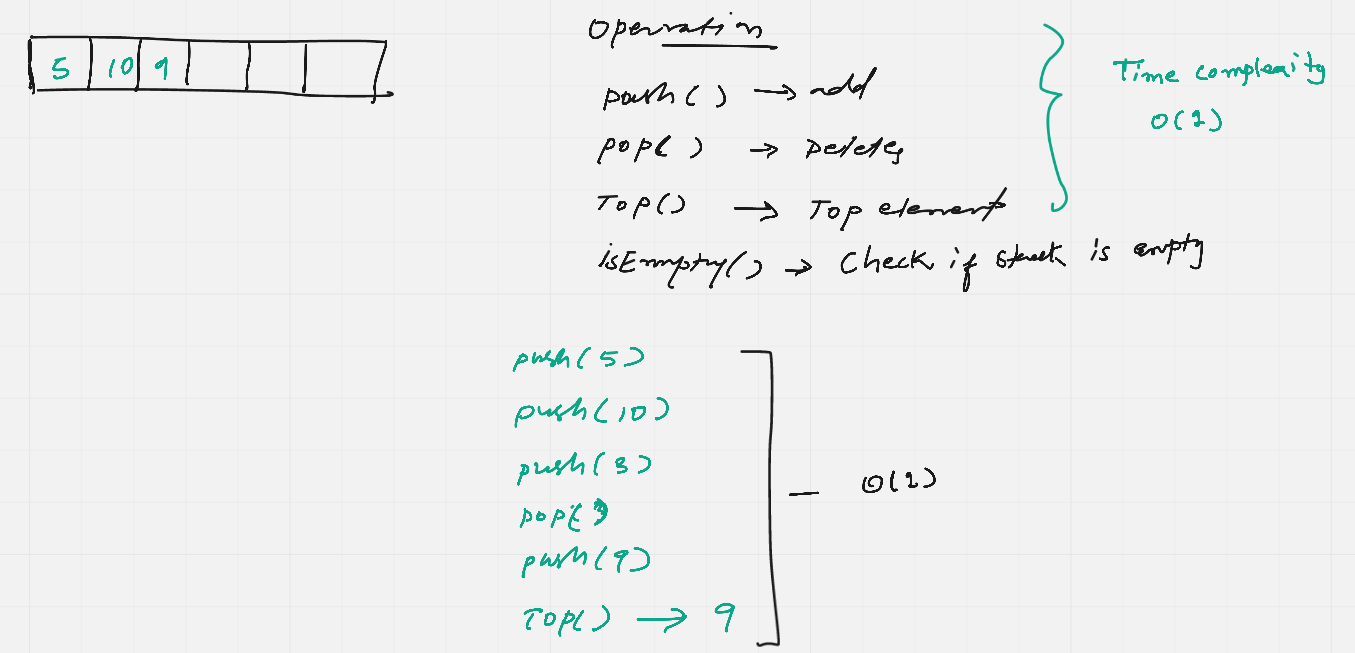 5 10 9
Operation
push() → add
pop() → Deletes
Top() → Top element
isEmpty() → Check if stack is empty
Time complexity
O(1)
push(5)
push(10)
push(3)
pop()
push(9)
Top() → 9
— O(1)